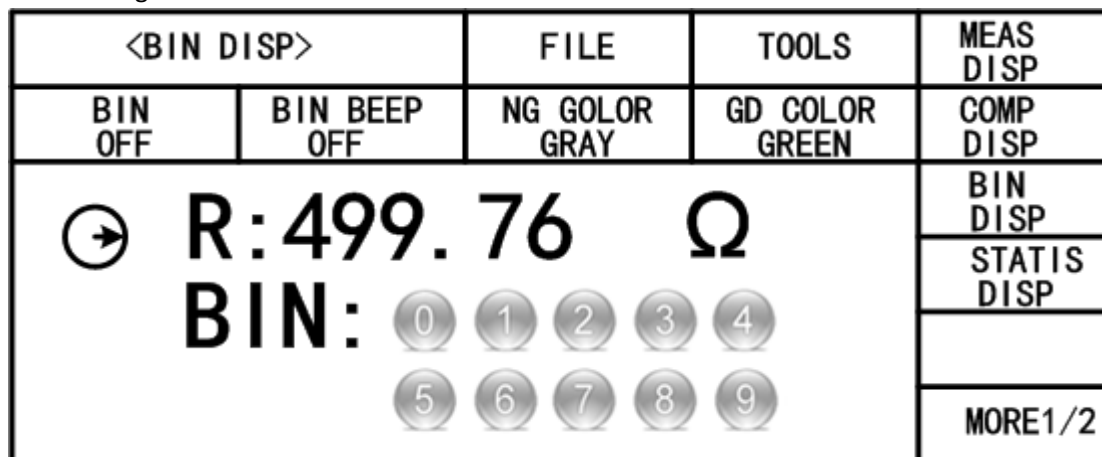 <BIN DISP>
FILE
TOOLS
MEAS
DISP
BIN
OFF
BIN BEEP
OFF
NG GOLOR
GRAY
GD COLOR
GREEN
COMP
DISP
R:499.76 Ω
BIN
DISP
BIN: 0 1 2 3 4
STATIS
DISP
5 6 7 8 9
MORE1/2